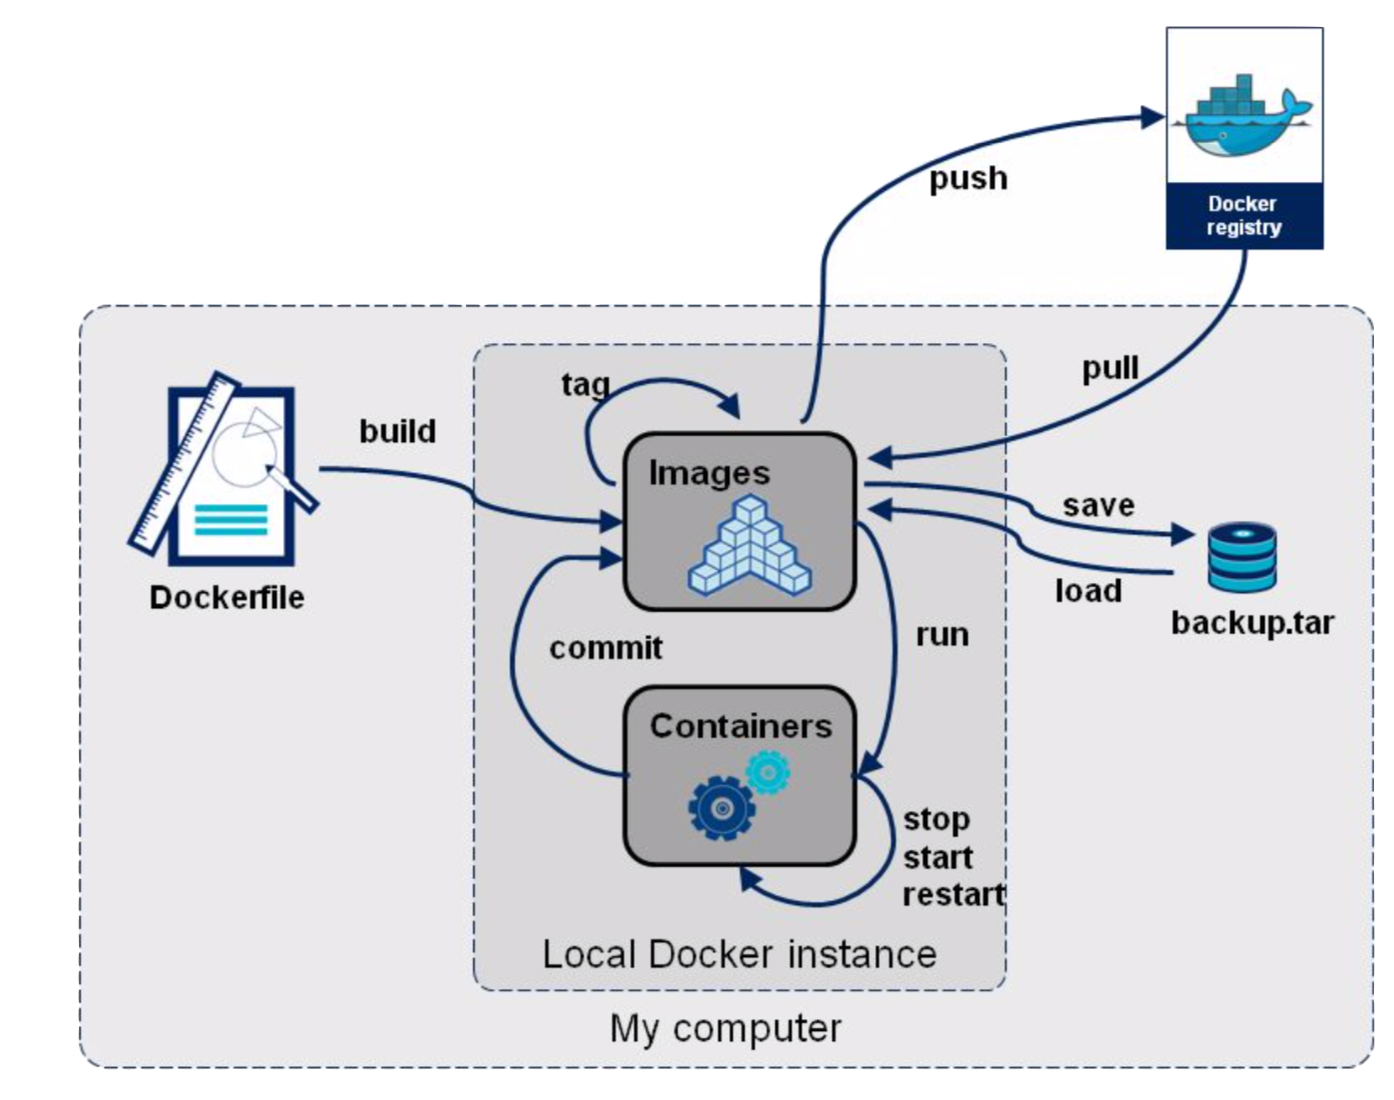 Docker
registry
push
pull
tag
build
Images
save
load
Dockerfile
backup.tar
commit
run
Containers
stop
start
restart
Local Docker instance
My computer